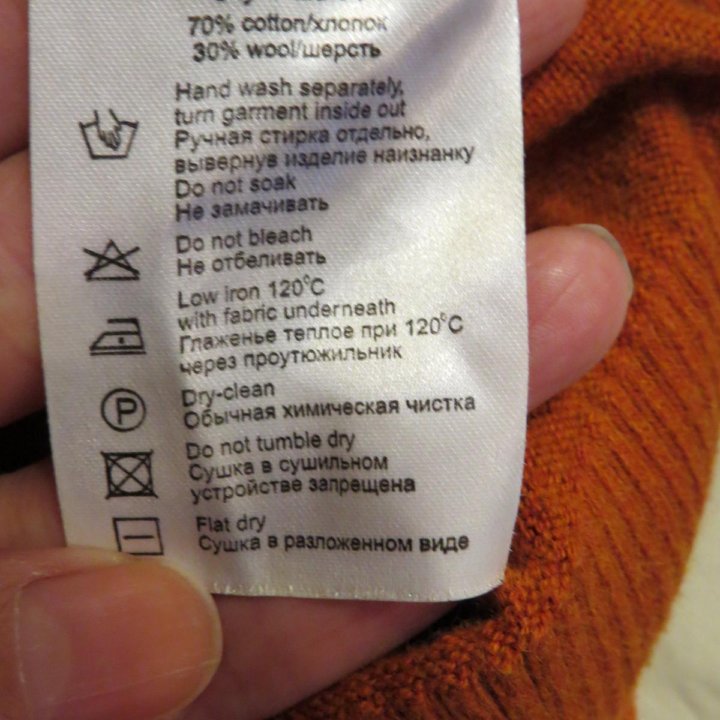 70% cotton/хлопок
30% wool/шерсть
Hand wash separately,
turn garment inside out
Ручная стирка отдельно,
вывернув изделие наизнанку
Do not soak
Не замачивать
Do not bleach
Не отбеливать
Low iron 120°C
with fabric underneath
Глаженье теплое при 120°C
через проутюжильник
P
Dry-clean
Обычная химическая чистка
Do not tumble dry
Сушка в сушильном
устройстве запрещена
Flat dry
Сушка в разложенном виде